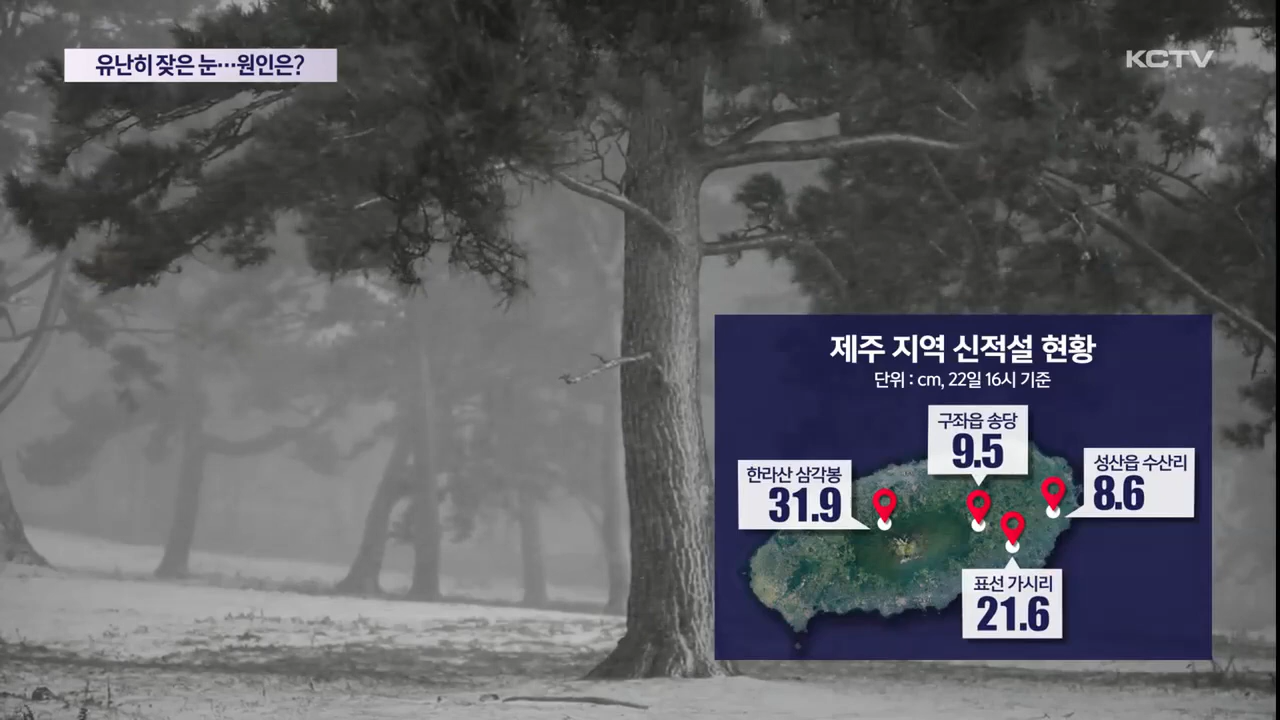 유난히 잦은 눈…원인은?
KCTV
제주 지역 신적설 현황
단위 : cm, 22일 16시 기준
구좌읍 송당
9.5
한라산 삼각봉
31.9
성산읍 수산리
8.6
표선 가시리
21.6